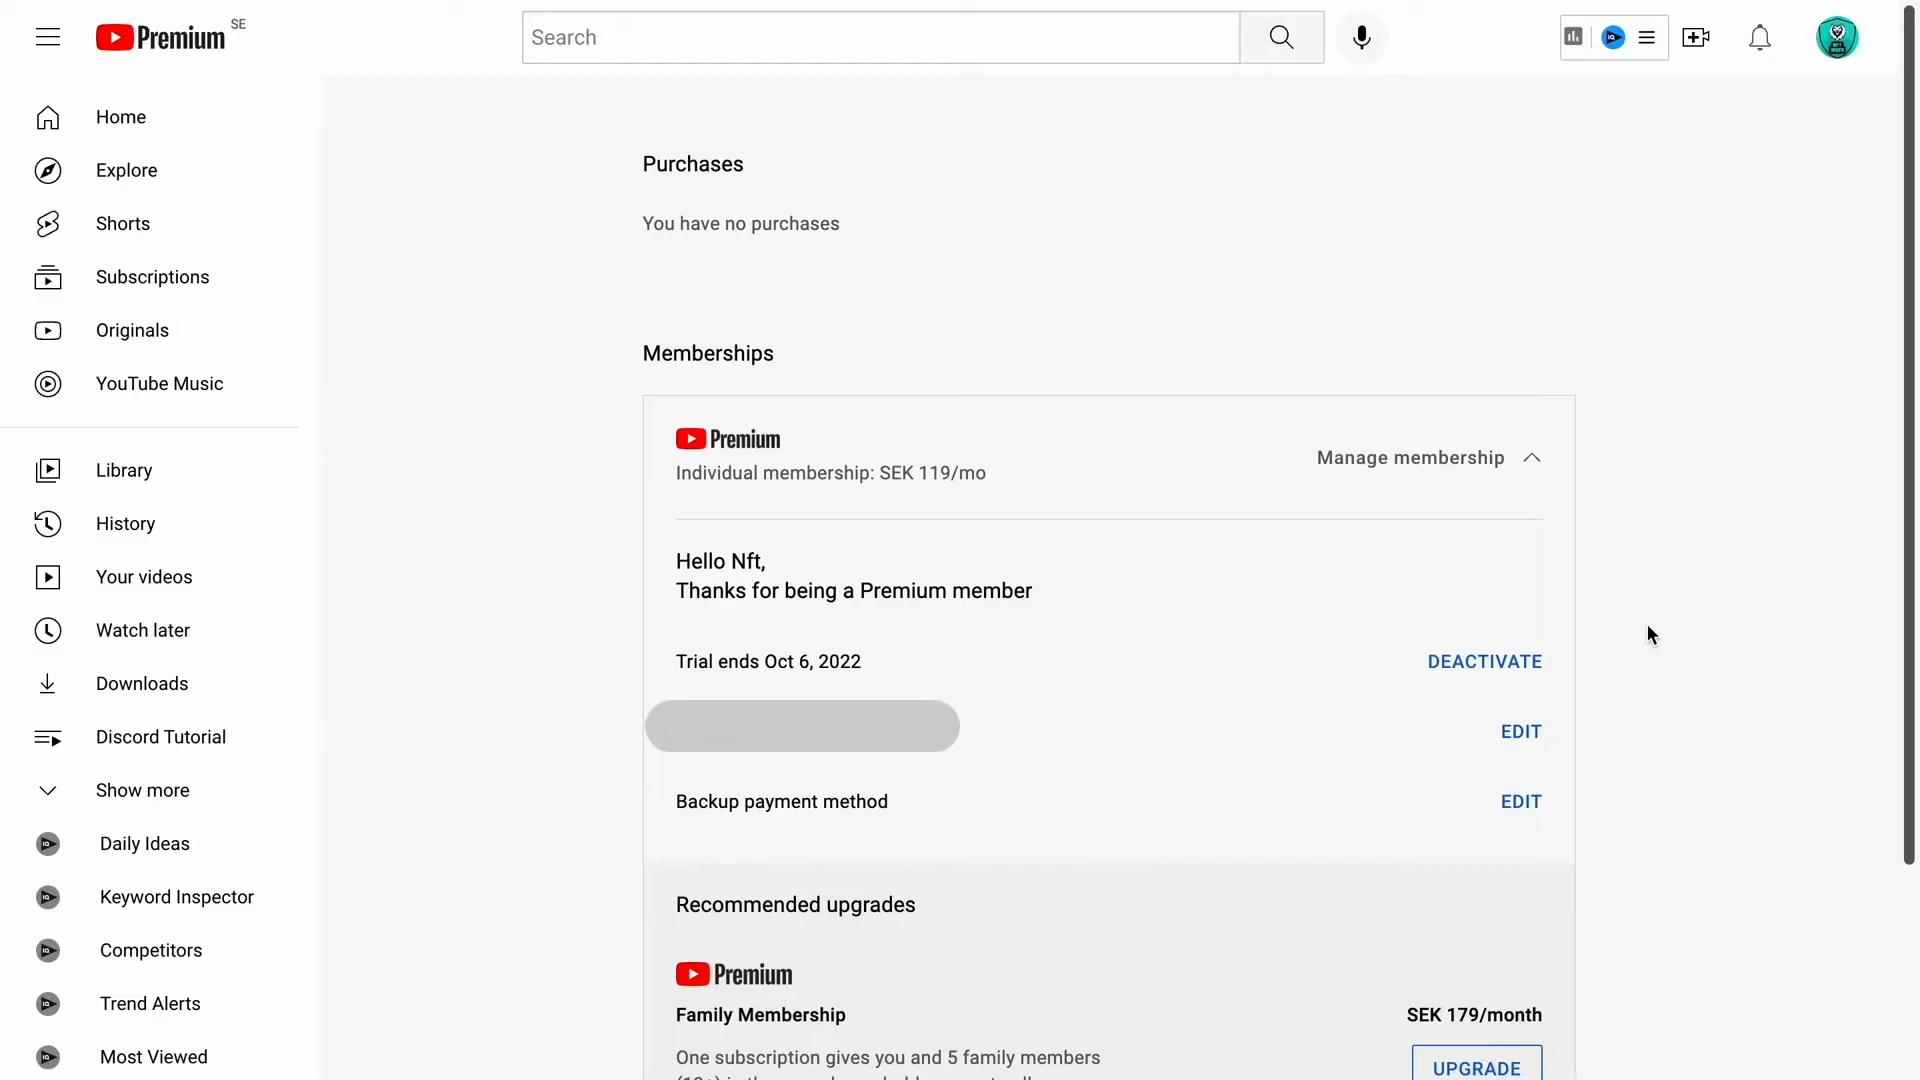 Premium SE
Search
Home
Explore
Shorts
Subscriptions
Originals
YouTube Music
Library
History
Your videos
Watch later
Downloads
Discord Tutorial
Show more
Daily Ideas
Keyword Inspector
Competitors
Trend Alerts
Most Viewed
Purchases
You have no purchases
Memberships
Premium
Individual membership: SEK 119/mo
Manage membership
Hello Nft,
Thanks for being a Premium member
Trial ends Oct 6, 2022
DEACTIVATE
EDIT
Backup payment method
EDIT
Recommended upgrades
Premium
Family Membership
SEK 179/month
One subscription gives you and 5 family members
UPGRADE